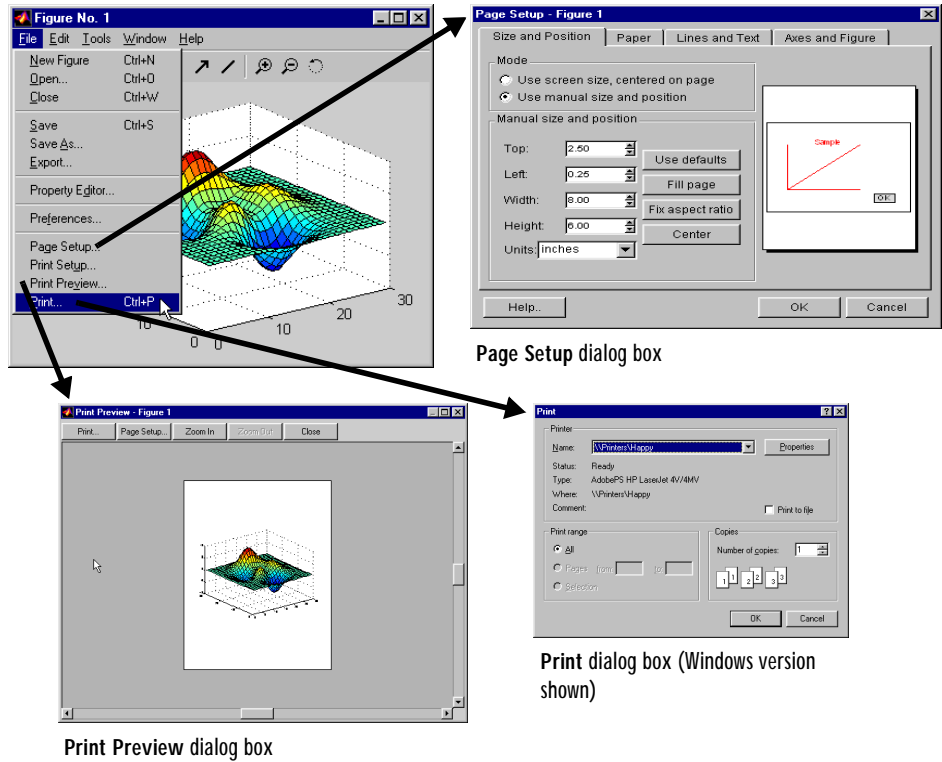 Figure No. 1
File Edit Tools Window Help
New Figure Ctrl+N
Open... Ctrl+O
Close Ctrl+W
Save Ctrl+S
Save As...
Export...
Property Editor...
Preferences...
Page Setup...
Print Setup...
Print Preview...
Print... Ctrl+P
10
0 0
10
20
30
Page Setup - Figure 1
Size and Position Paper Lines and Text Axes and Figure
Mode
Use screen size, centered on page
Use manual size and position
Manual size and position
Top: 2.50
Use defaults
Left: 0.25
Fill page
Width: 8.00
Fix aspect ratio
Height: 6.00
Center
Units: inches
Sample
OK
Help..
OK Cancel
Page Setup dialog box
Print Preview - Figure 1
Print... Page Setup... Zoom In Zoom Out Close
Print Preview dialog box
Print
Printer
Name: \\Printers\Happy
Properties
Status: Ready
Type: AdobePS HP LaserJet 4V/4MV
Where: \\Printers\Happy
Comment:
Print to file
Print range
All
Pages from: to:
Selection
Copies
Number of copies: 1
1 1 2 2 3 3
OK Cancel
Print dialog box (Windows version
shown)